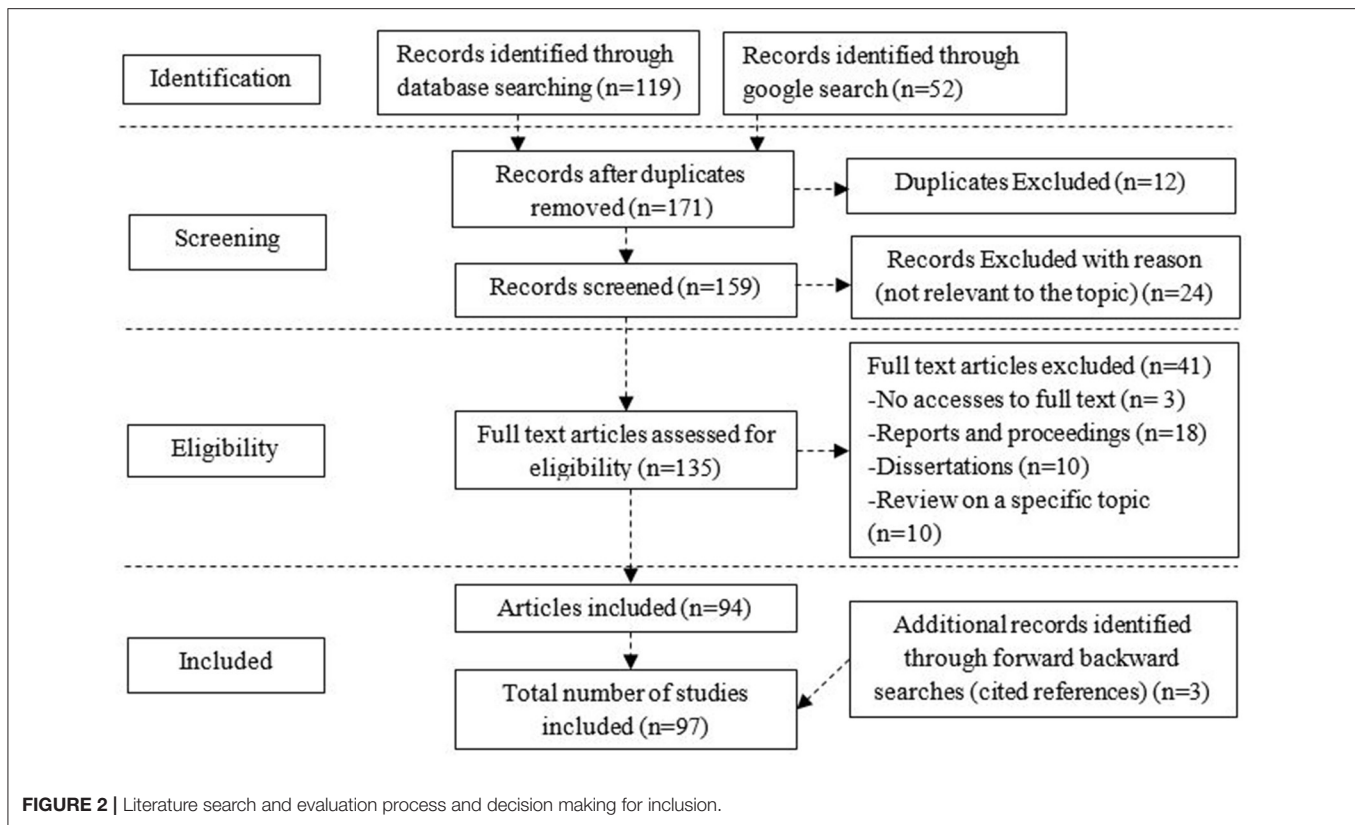 Identification
Records identified through
database searching (n=119)
Records identified through
google search (n=52)
Screening
Records after duplicates
removed (n=171)
Duplicates Excluded (n=12)
Records screened (n=159)
Records Excluded with reason
(not relevant to the topic) (n=24)
Eligibility
Full text articles assessed for
eligibility (n=135)
Full text articles excluded (n=41)
-No accesses to full text (n= 3)
-Reports and proceedings (n=18)
-Dissertations (n=10)
-Review on a specific topic
(n=10)
Included
Articles included (n=94)
Total number of studies
included (n=97)
Additional records identified
through forward backward
searches (cited references) (n=3)
FIGURE 2 | Literature search and evaluation process and decision making for inclusion.